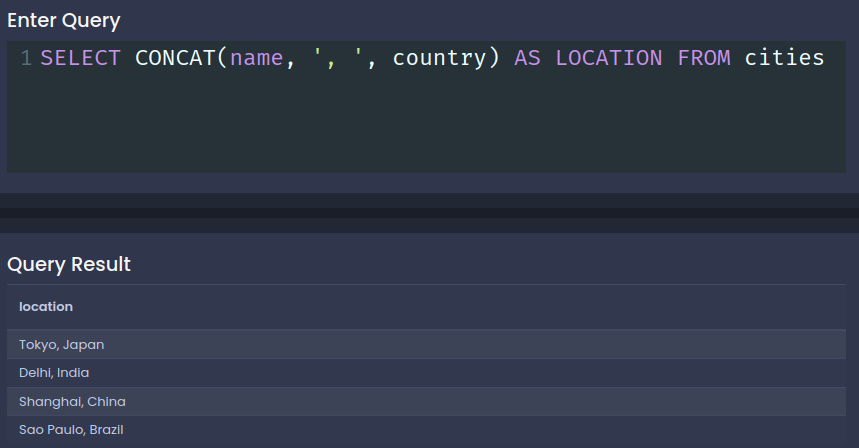 Enter Query
1 SELECT CONCAT(name, ', ', country) AS LOCATION FROM cities
Query Result
location
Tokyo, Japan
Delhi, India
Shanghai, China
Sao Paulo, Brazil